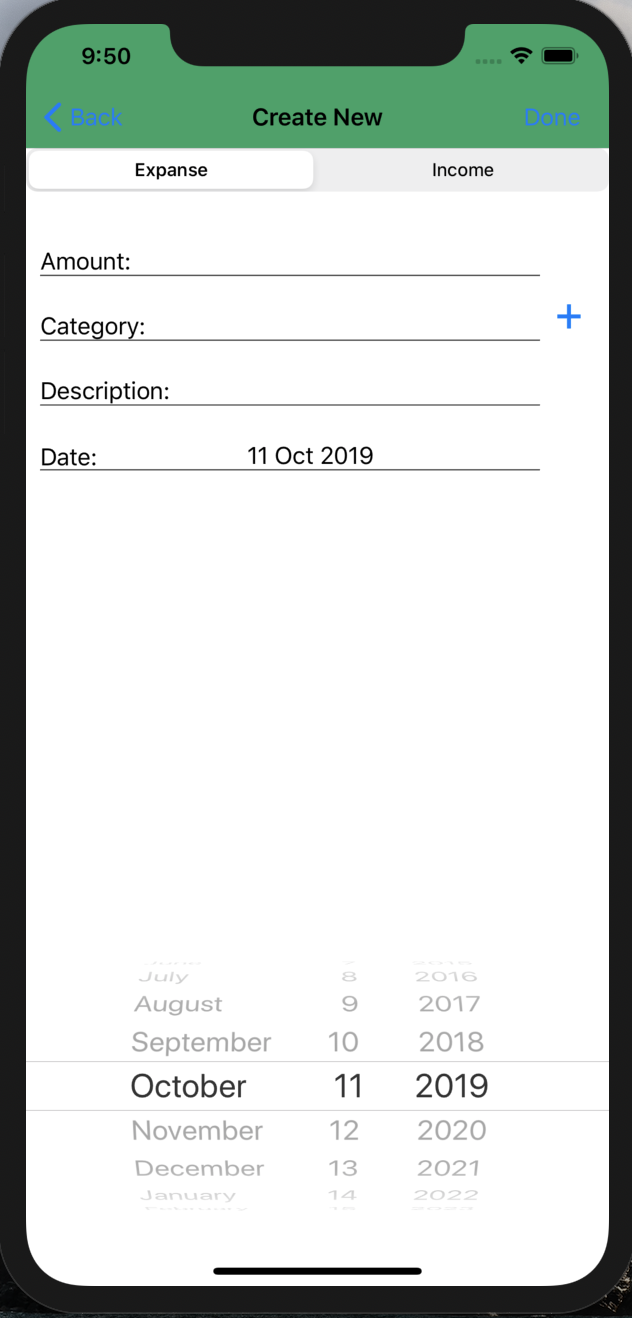 9:50
Back Create New Done
Expanse Income
Amount:
Category:
Description:
Date: 11 Oct 2019
July 8 2016
August 9 2017
September 10 2018
October 11 2019
November 12 2020
December 13 2021
January 14 2022